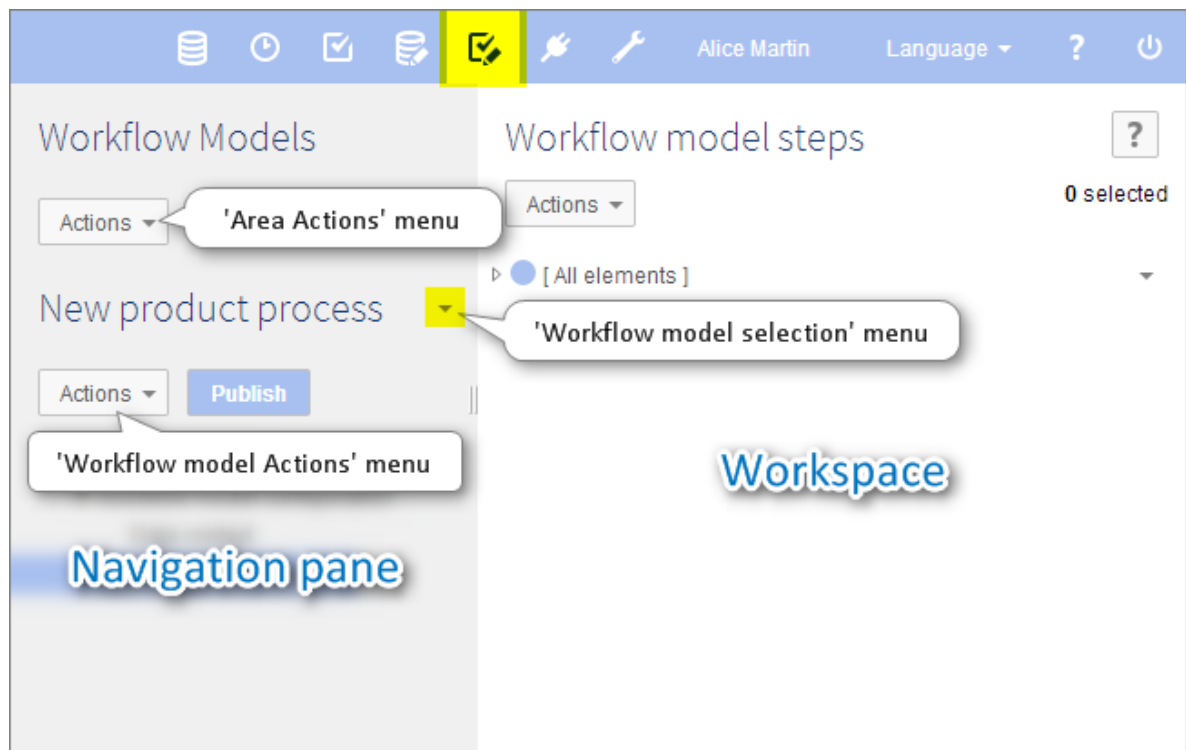 Alice Martin
Language
?
Workflow Models
Workflow model steps
?
Actions
'Area Actions' menu
Actions
0 selected
[ All elements ]
New product process
'Workflow model selection' menu
Actions
Publish
'Workflow model Actions' menu
Workspace
Navigation pane